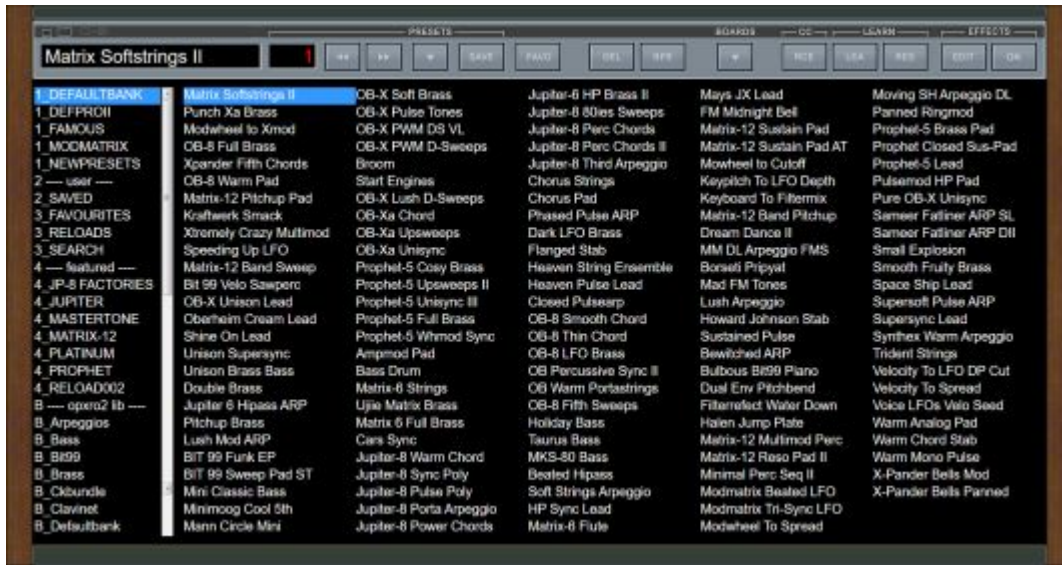 PRESETS
BOARDS
CC
LEARN
EFFECTS
Matrix Softstrings II
1
SAVE
FAVO
DEL
EDIT
ON
1_DEFAULTBANK
1_DEFPROII
1_FAMOUS
1_MODMATRIX
1_NEWPRESETS
2 ---- user ----
2_SAVED
3_FAVOURITES
3_RELOADS
3_SEARCH
4 ---- featured ----
4_JP-8 FACTORIES
4_JUPITER
4_MASTERTONE
4_MATRIX-12
4_PLATINUM
4_PROPHET
4_RELOAD002
B ---- opxro2 lib ----
B_Arpeggios
B_Bass
B_Bit99
B_Brass
B_Ckbundle
B_Clavinet
B_Defaultbank
Matrix Softstrings II
Punch Xa Brass
Modwheel to Xmod
OB-8 Full Brass
Xpander Fifth Chords
OB-8 Warm Pad
Matrix-12 Pitchup Pad
Kraftwerk Smack
Xtremely Crazy Multimod
Speeding Up LFO
Matrix-12 Band Sweep
Bit 99 Velo Sawperc
OB-X Unison Lead
Oberheim Cream Lead
Shine On Lead
Unison Supersync
Unison Brass Bass
Double Brass
Jupiter 6 Hipass ARP
Pitchup Brass
Lush Mod ARP
BIT 99 Funk EP
BIT 99 Sweep Pad ST
Mini Classic Bass
Minimoog Cool 5th
Mann Circle Mini
OB-X Soft Brass
OB-X Pulse Tones
OB-X PWM DS VL
OB-X PWM D-Sweeps
Broom
Start Engines
OB-X Lush D-Sweeps
OB-Xa Chord
OB-Xa Upsweeps
OB-Xa Unisync
Prophet-5 Cosy Brass
Prophet-5 Upsweeps II
Prophet-5 Unisync III
Prophet-5 Full Brass
Prophet-5 Whmod Sync
Ampmod Pad
Bass Drum
Matrix-6 Strings
Ujiie Matrix Brass
Matrix 6 Full Brass
Cars Sync
Jupiter-8 Warm Chord
Jupiter-8 Sync Poly
Jupiter-8 Pulse Poly
Jupiter-8 Porta Arpeggio
Jupiter-8 Power Chords
Jupiter-6 HP Brass II
Jupiter-8 80ies Sweeps
Jupiter-8 Perc Chords
Jupiter-8 Perc Chords II
Jupiter-8 Third Arpeggio
Chorus Strings
Chorus Pad
Phased Pulse ARP
Dark LFO Brass
Flanged Stab
Heaven String Ensemble
Heaven Pulse Lead
Closed Pulsearp
OB-8 Smooth Chord
OB-8 Thin Chord
OB-8 LFO Brass
OB Percussive Sync II
OB Warm Portastrings
OB-8 Fifth Sweeps
Holiday Bass
Taurus Bass
MKS-80 Bass
Beated Hipass
Soft Strings Arpeggio
HP Sync Lead
Matrix-6 Flute
Mays JX Lead
FM Midnight Bell
Matrix-12 Sustain Pad
Matrix-12 Sustain Pad AT
Mowheel to Cutoff
Keypitch To LFO Depth
Keyboard To Filtermix
Matrix-12 Band Pitchup
Dream Dance II
MM DL Arpeggio FMS
Borseti Pripyat
Mad FM Tones
Lush Arpeggio
Howard Johnson Stab
Sustained Pulse
Bewitched ARP
Bulbous Bit99 Piano
Dual Env Pitchbend
Filterrefect Water Down
Halen Jump Plate
Matrix-12 Multimod Perc
Matrix-12 Reso Pad II
Minimal Perc Seq II
Modmatrix Beated LFO
Modmatrix Tri-Sync LFO
Modwheel To Spread
Moving SH Arpeggio DL
Panned Ringmod
Prophet-5 Brass Pad
Prophet Closed Sus-Pad
Prophet-5 Lead
Pulsemod HP Pad
Pure OB-X Unisync
Sameer Fatliner ARP SL
Sameer Fatliner ARP DII
Small Explosion
Smooth Fruity Brass
Space Ship Lead
Supersoft Pulse ARP
Supersync Lead
Synthex Warm Arpeggio
Trident Strings
Velocity To LFO DP Cut
Velocity To Spread
Voice LFOs Velo Seed
Warm Analog Pad
Warm Chord Stab
Warm Mono Pulse
X-Pander Bells Mod
X-Pander Bells Panned